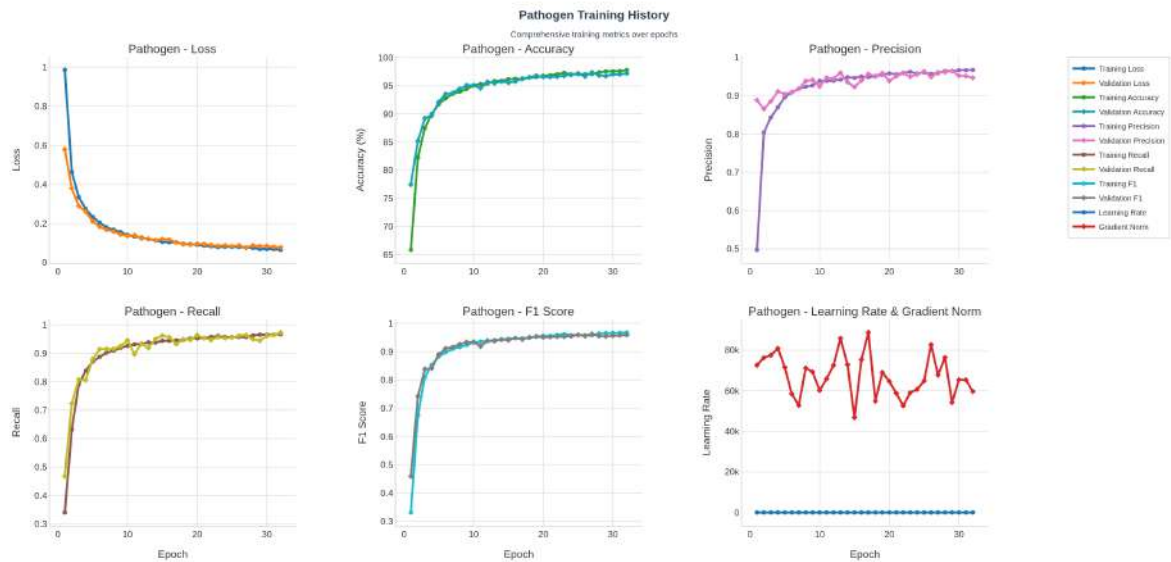 Pathogen Training History
Comprehensive training metrics over epochs
Pathogen - Loss
1
0.8
0.6
0.4
0.2
0
Loss
0
10
20
30
Pathogen - Accuracy
100
95
90
85
80
75
70
65
Accuracy (%)
0
10
20
30
Pathogen - Precision
1
0.9
0.8
0.7
0.6
0.5
Precision
0
10
20
30
Training Loss
Validation Loss
Training Accuracy
Validation Accuracy
Training Precision
Validation Precision
Training Recall
Validation Recall
Training F1
Validation F1
Learning Rate
Gradient Norm
Pathogen - Recall
1
0.9
0.8
0.7
0.6
0.5
0.4
0.3
Recall
0
10
20
30
Epoch
Pathogen - F1 Score
1
0.9
0.8
0.7
0.6
0.5
0.4
0.3
F1 Score
0
10
20
30
Epoch
Pathogen - Learning Rate & Gradient Norm
80k
60k
40k
20k
0
Learning Rate
0
10
20
30
Epoch